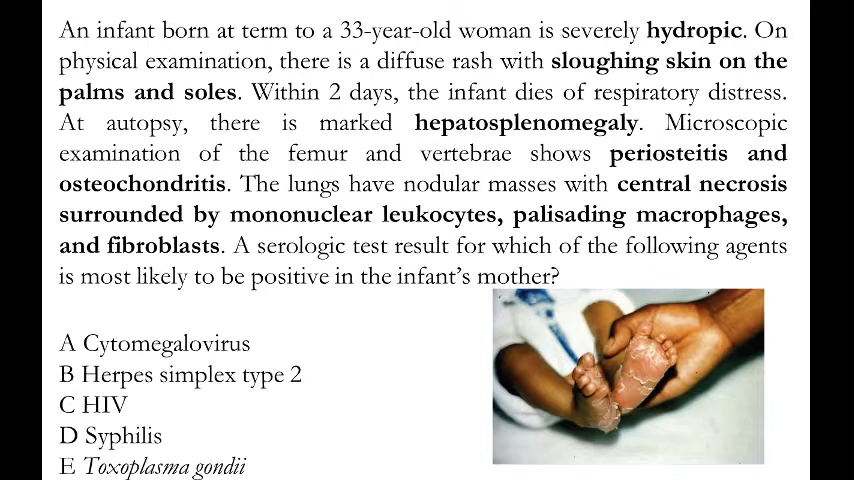 An infant born at term to a 33-year-old woman is severely hydropic. On
physical examination, there is a diffuse rash with sloughing skin on the
palms and soles. Within 2 days, the infant dies of respiratory distress.
At autopsy, there is marked hepatosplenomegaly. Microscopic
examination of the femur and vertebrae shows periosteitis and
osteochondritis. The lungs have nodular masses with central necrosis
surrounded by mononuclear leukocytes, palisading macrophages,
and fibroblasts. A serologic test result for which of the following agents
is most likely to be positive in the infant's mother?
A Cytomegalovirus
B Herpes simplex type 2
C HIV
D Syphilis
E Toxoplasma gondii